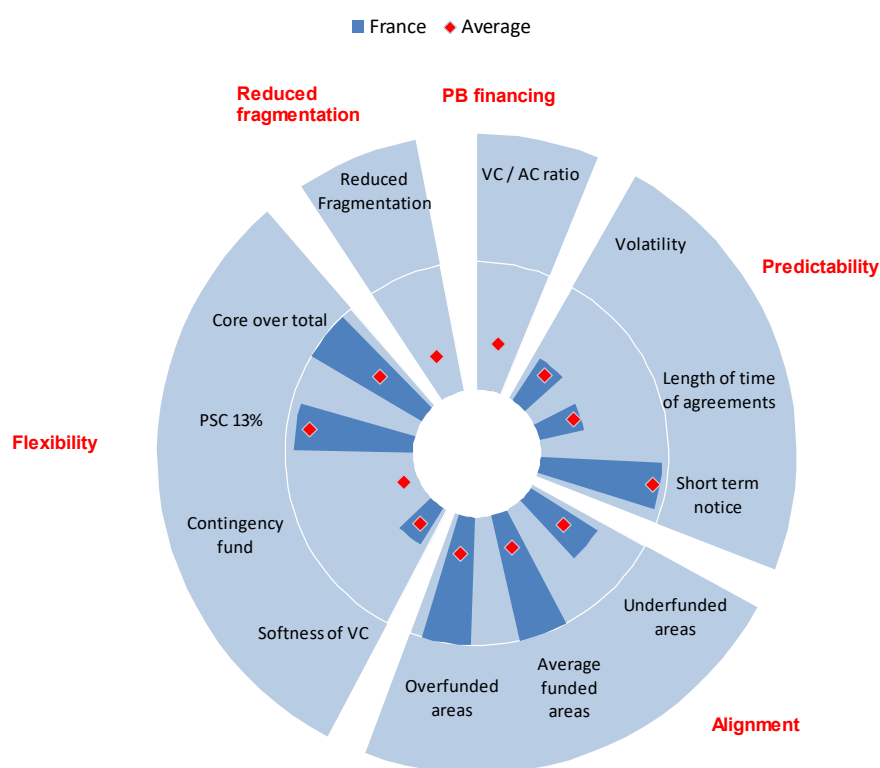 France Average
Reduced
fragmentation
PB financing
Reduced
Fragmentation
VC / AC ratio
Volatility
Predictability
Core over total
Length of time
of agreements
PSC 13%
Flexibility
Short term
notice
Contingency
fund
Underfunded
areas
Softness of VC
Average
funded
areas
Overfunded
areas
Alignment